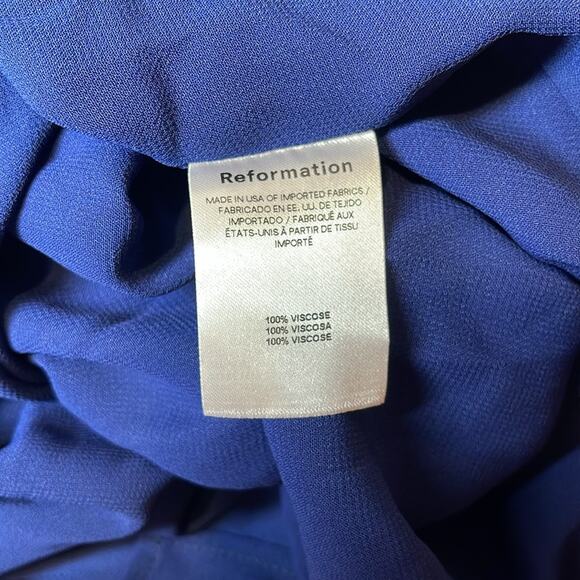 Reformation
MADE IN USA OF IMPORTED FABRICS /
FABRICADO EN EE. UU. DE TEJIDO
IMPORTADO / FABRIQUÉ AUX
ÉTATS-UNIS À PARTIR DE TISSU
IMPORTÉ
100% VISCOSE
100% VISCOSA
100% VISCOSE